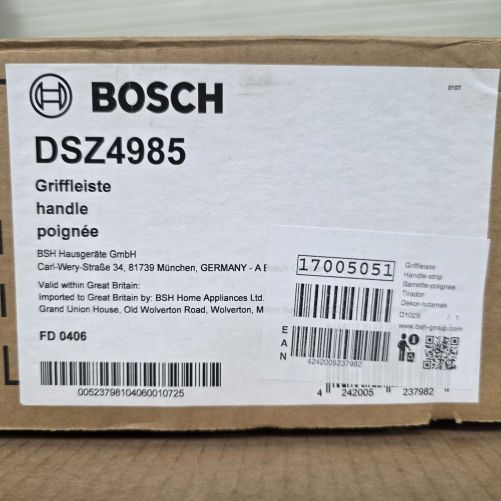 BOSCH
0107
DSZ4985
Griffleiste
handle
poignée
BSH Hausgeräte GmbH
Carl-Wery-Straße 34, 81739 München, GERMANY - A B
Valid within Great Britain:
Imported to Great Britain by: BSH Home Appliances Ltd.
Grand Union House, Old Wolverton Road, Wolverton, M
FD 0406
00523798104060010725
17005051
Griffleiste
Handle-strip
Barrette-poignée
Tirador
Dekor-tutamak
D1029 / 1
www.bsh-group.com
EAN
4242005237982
4 242005 237982